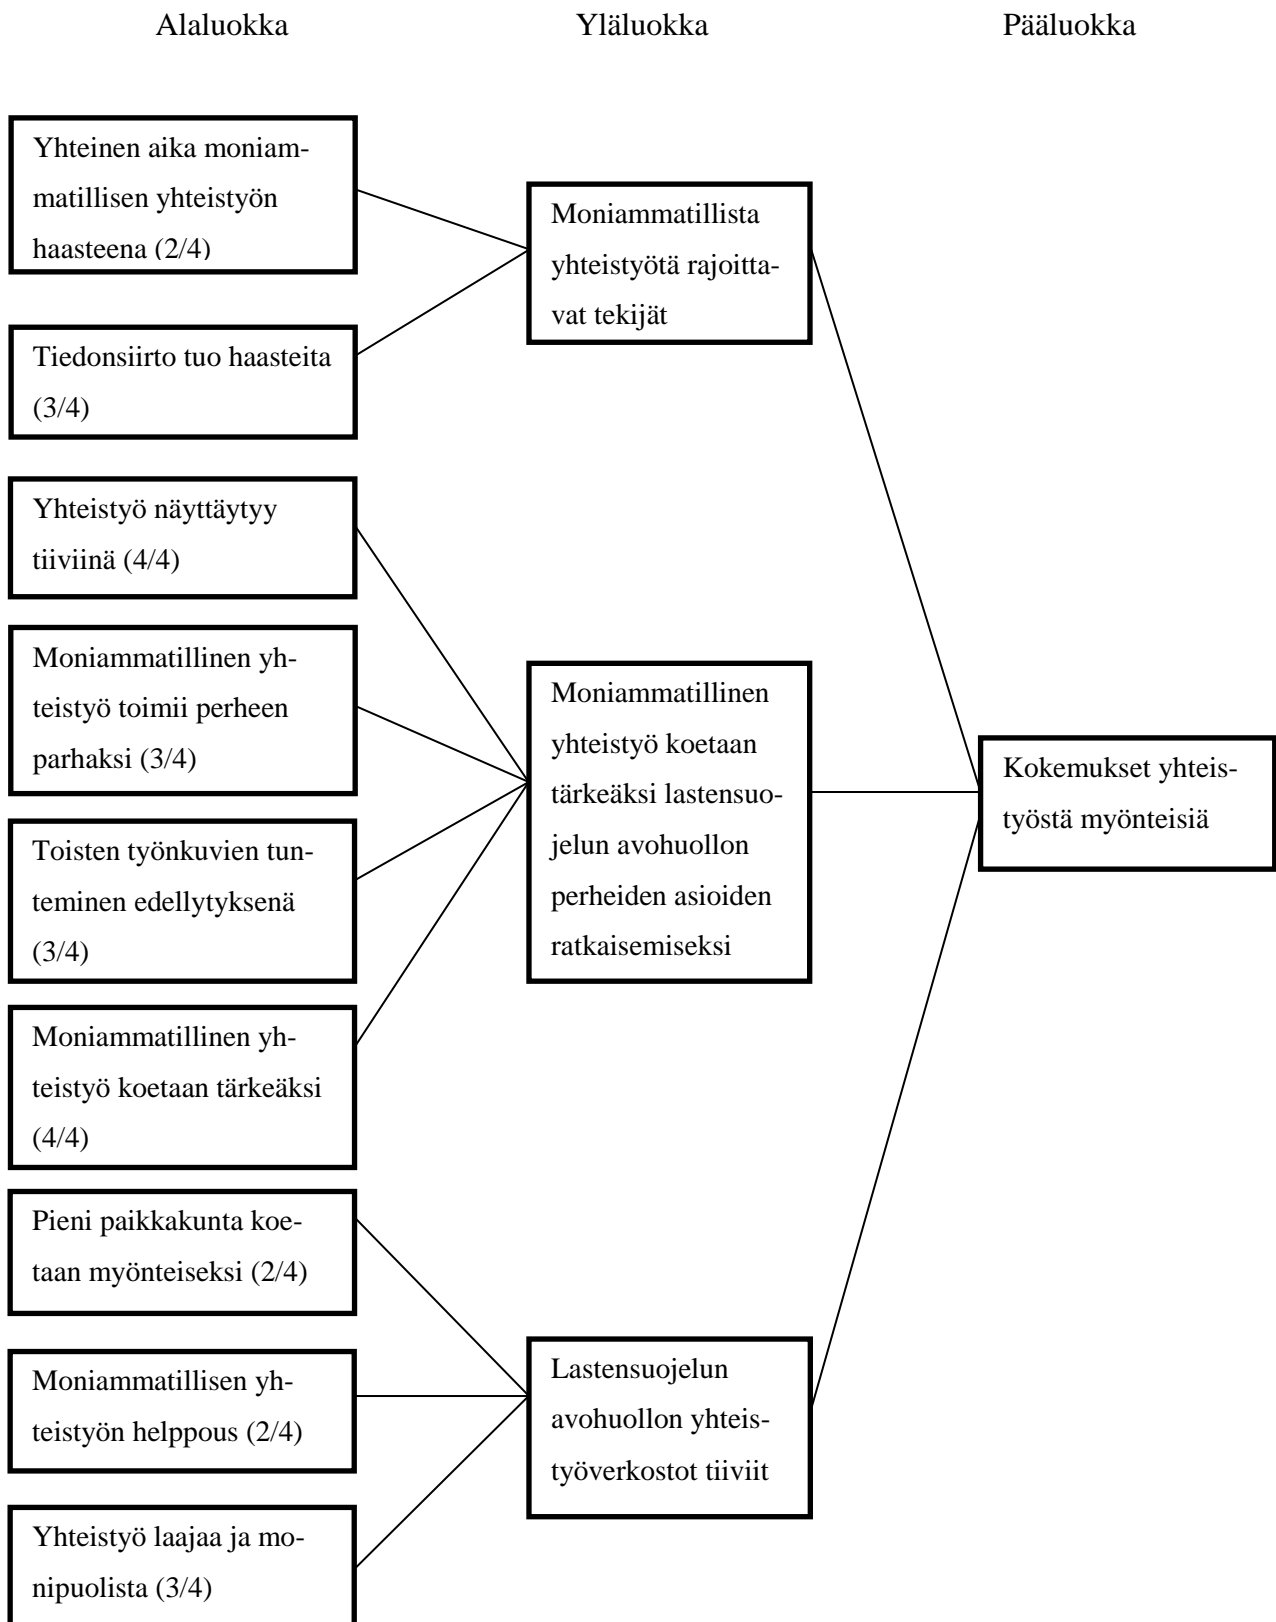 Alaluokka
Yläluokka
Pääluokka
Yhteinen aika moniam-
matillisen yhteistyön
haasteena (2/4)
Tiedonsiirto tuo haasteita
(3/4)
Yhteistyö näyttäytyy
tiiviinä (4/4)
Moniammatillinen yh-
teistyö toimii perheen
parhaksi (3/4)
Toisten työnkuvien tun-
teminen edellytyksenä
(3/4)
Moniammatillinen yh-
teistyö koetaan tärkeäksi
(4/4)
Pieni paikkakunta koe-
taan myönteiseksi (2/4)
Moniammatillisen yh-
teistyön helppous (2/4)
Yhteistyö laajaa ja mo-
nipuolista (3/4)
Moniammatillista
yhteistyötä rajoitta-
vat tekijät
Moniammatillinen
yhteistyö koetaan
tärkeäksi lastensuo-
jelun avohuollon
perheiden asioiden
ratkaisemiseksi
Lastensuojelun
avohuollon yhteis-
työverkostot tiiviit
Kokemukset yhteis-
työstä myönteisiä